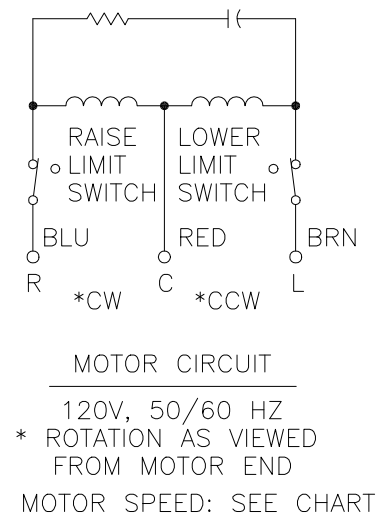 RAISE LIMIT SWITCH
LOWER LIMIT SWITCH
BLU
RED
BRN
R
C
L
*CW
*CCW
MOTOR CIRCUIT
120V, 50/60 HZ
* ROTATION AS VIEWED
FROM MOTOR END
MOTOR SPEED: SEE CHART